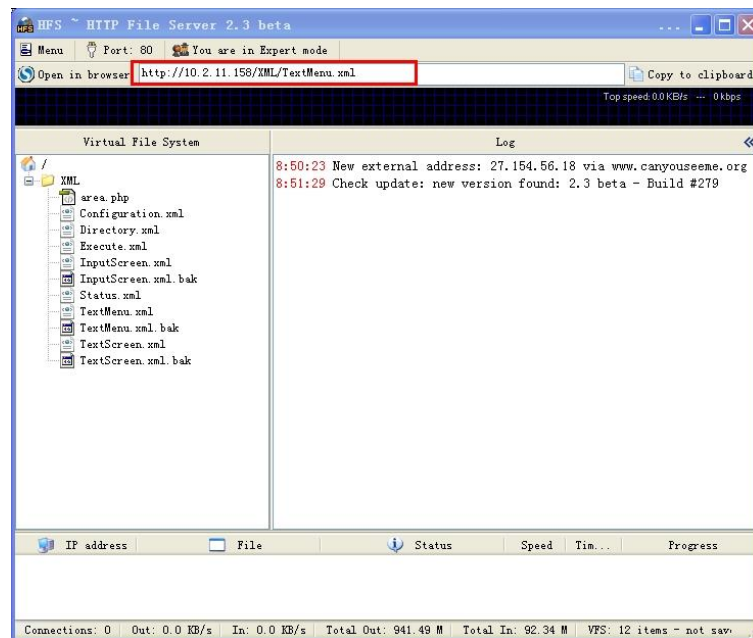 HFS ~ HTTP File Server 2.3 beta ...
Menu Port: 80 You are in Expert mode
Open in browser http://10.2.11.158/XML/TextMenu.xml Copy to clipboard
Top speed: 0.0 KB/s --- 0 kbps
Virtual File System
/
XML
area.php
Configuration.xml
Directory.xml
Execute.xml
InputScreen.xml
InputScreen.xml.bak
Status.xml
TextMenu.xml
TextMenu.xml.bak
TextScreen.xml
TextScreen.xml.bak
Log
8:50:23 New external address: 27.154.56.18 via www.canyouseeme.org
8:51:29 Check update: new version found: 2.3 beta - Build #279
IP address File Status Speed Tim... Progress
Connections: 0 Out: 0.0 KB/s In: 0.0 KB/s Total Out: 941.49 M Total In: 92.34 M VFS: 12 items - not sav